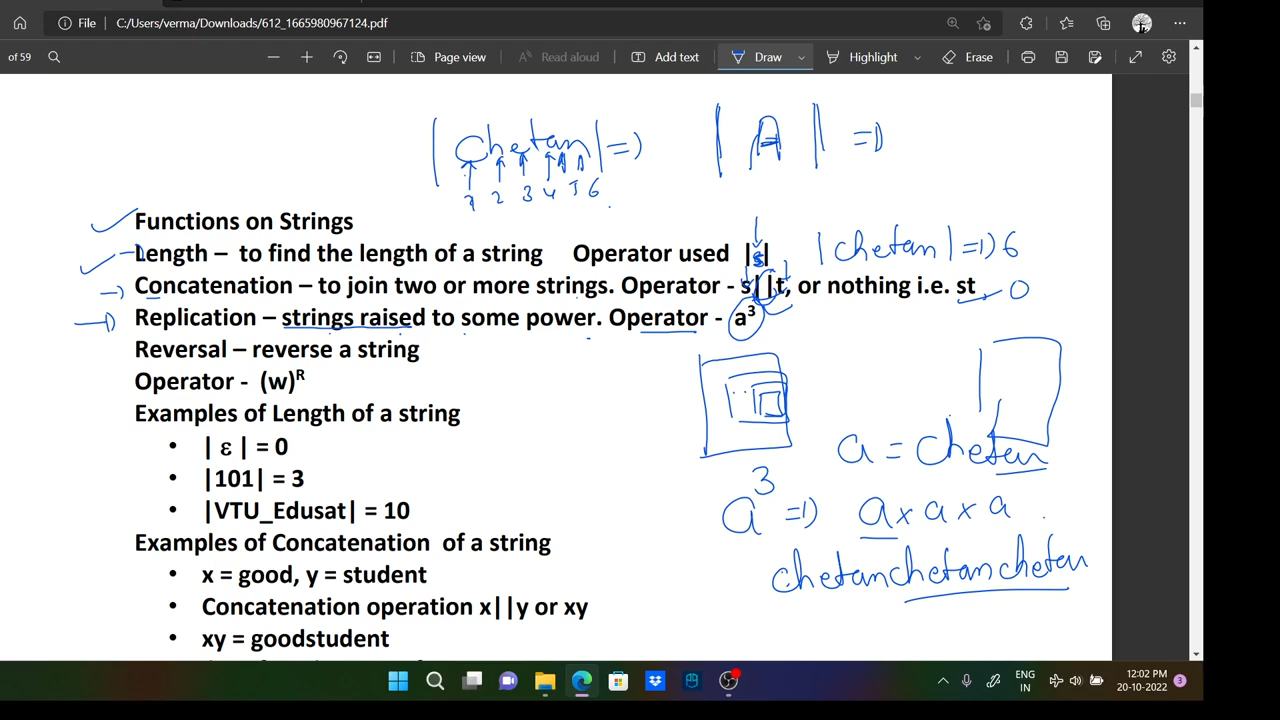 File C:/Users/verma/Downloads/612_1665980967124.pdf
of 59 Page view Read aloud Add text Draw Highlight Erase
|Chetan| => |A| =>
1 2 3 4 5 6
Functions on Strings
Length – to find the length of a string Operator used |s| |chetan| => 6
Concatenation – to join two or more strings. Operator - s||t, or nothing i.e. st
Replication – strings raised to some power. Operator - a³
Reversal – reverse a string
Operator - (w)ᴿ
Examples of Length of a string
• | ε | = 0
a = chetan
• |101| = 3
• |VTU_Edusat| = 10
a³ => a x a x a
Examples of Concatenation of a string
chetanchetanchetan
• x = good, y = student
• Concatenation operation x||y or xy
• xy = goodstudent
ENG
IN
12:02 PM
20-10-2022
3